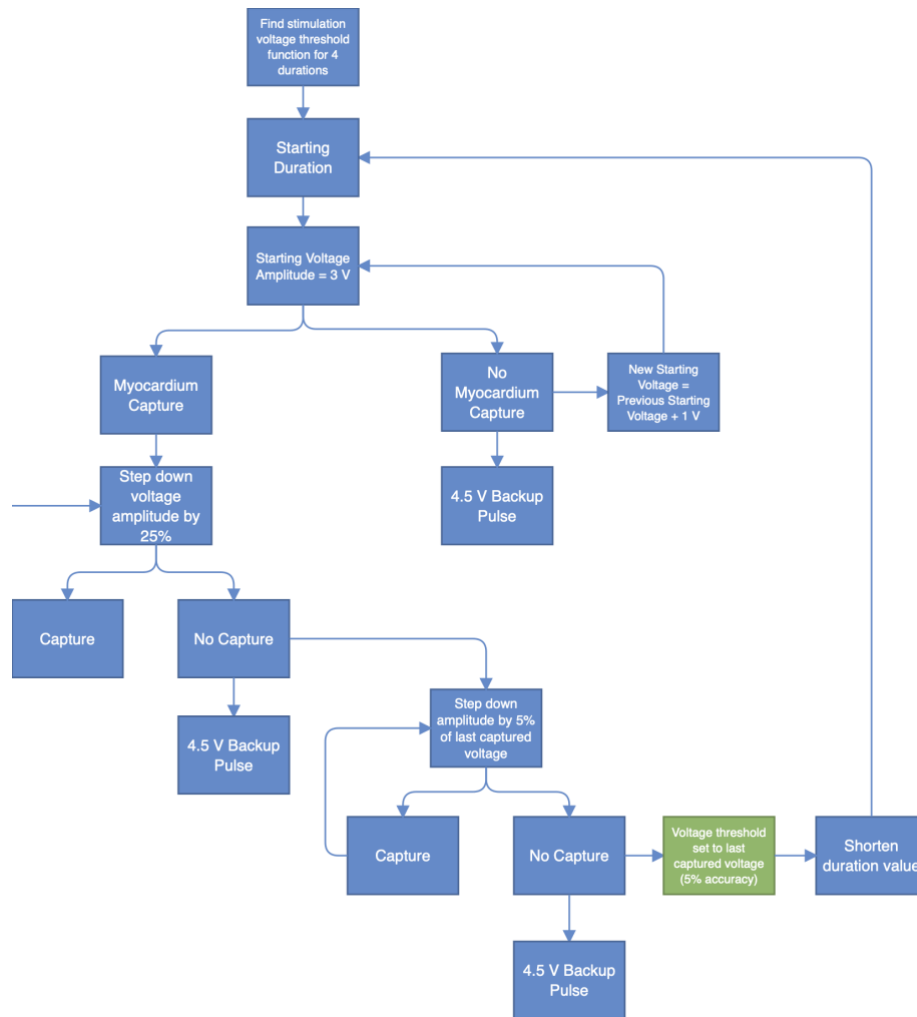 Find stimulation
voltage threshold
function for 4
durations
Starting
Duration
Starting Voltage
Amplitude = 3 V
Myocardium
Capture
No
Myocardium
Capture
New Starting
Voltage =
Previous Starting
Voltage + 1 V
Step down
voltage
amplitude by
25%
4.5 V Backup
Pulse
Capture
No Capture
4.5 V Backup
Pulse
Step down
amplitude by 5%
of last captured
voltage
Capture
No Capture
Voltage threshold
set to last
captured voltage
(5% accuracy)
Shorten
duration value
4.5 V Backup
Pulse